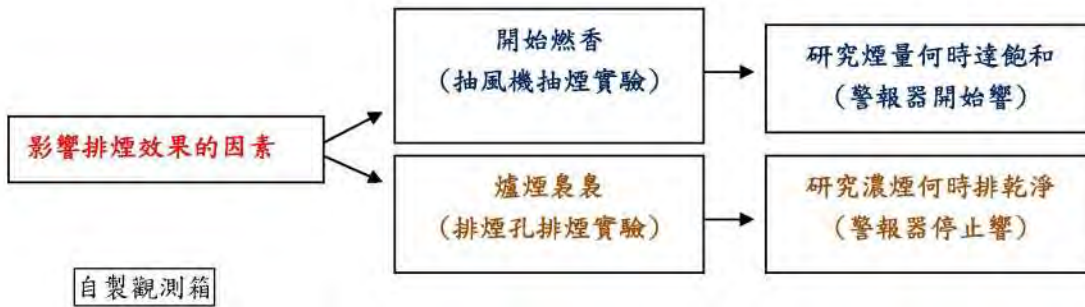 影響排煙效果的因素
開始燃香
（抽風機抽煙實驗）
研究煙量何時達飽和
（警報器開始響）
爐煙裊裊
（排煙孔排煙實驗）
研究濃煙何時排乾淨
（警報器停止響）
自製觀測箱